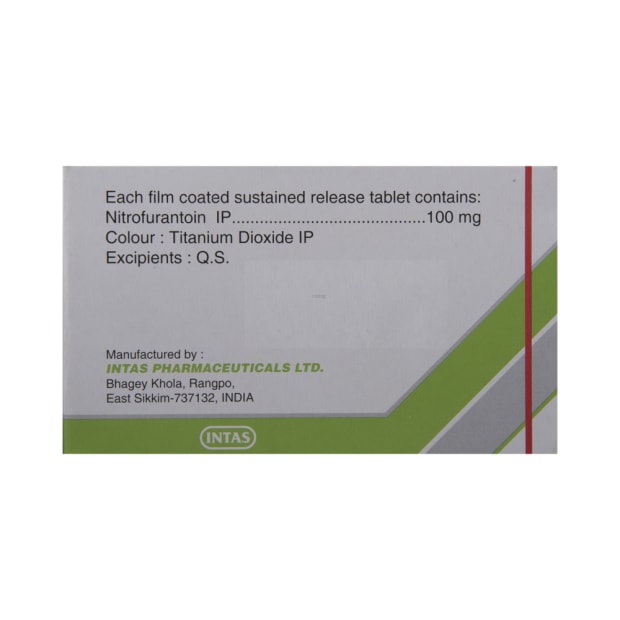 Each film coated sustained release tablet contains:
Nitrofurantoin IP..........................................100 mg
Colour : Titanium Dioxide IP
Excipients : Q.S.
Manufactured by :
INTAS PHARMACEUTICALS LTD.
Bhagey Khola, Rangpo,
East Sikkim-737132, INDIA
INTAS